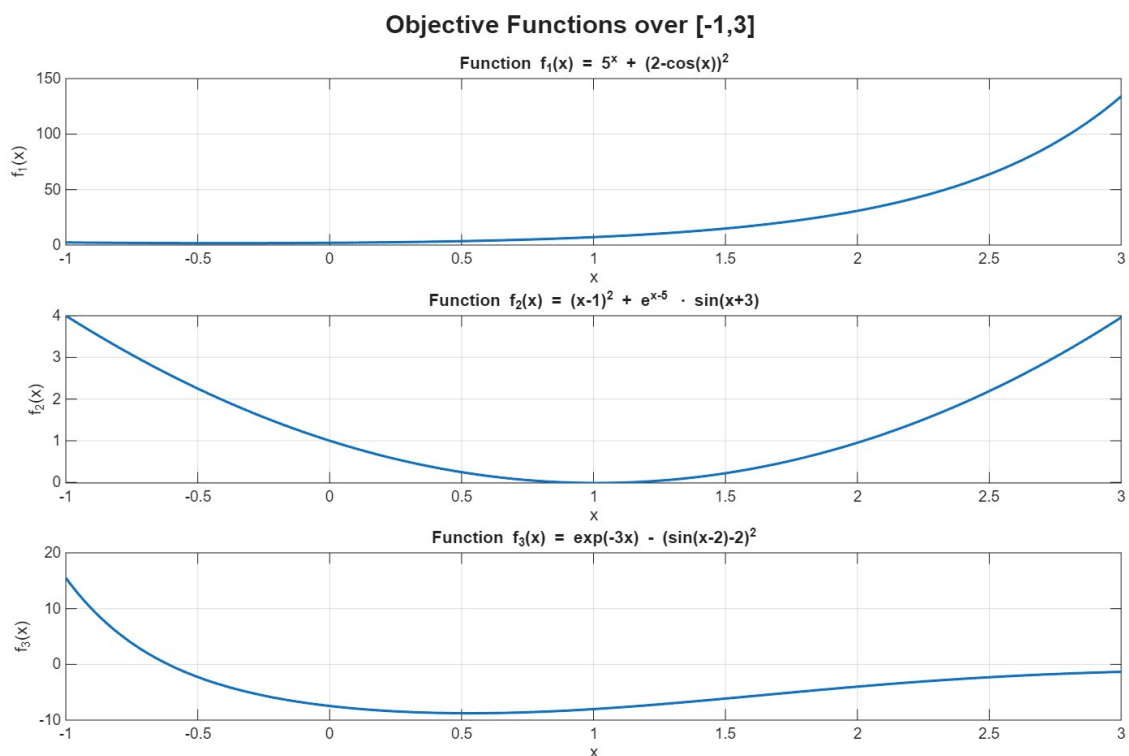 Objective Functions over [-1,3]
Function f₁(x) = 5ˣ + (2-cos(x))²
150
100
50
0
f₁(x)
-1 -0.5 0 0.5 1 1.5 2 2.5 3
x
Function f₂(x) = (x-1)² + eˣ⁻⁵ · sin(x+3)
4
3
2
1
0
f₂(x)
-1 -0.5 0 0.5 1 1.5 2 2.5 3
x
Function f₃(x) = exp(-3x) - (sin(x-2)-2)²
20
10
0
-10
f₃(x)
-1 -0.5 0 0.5 1 1.5 2 2.5 3
x